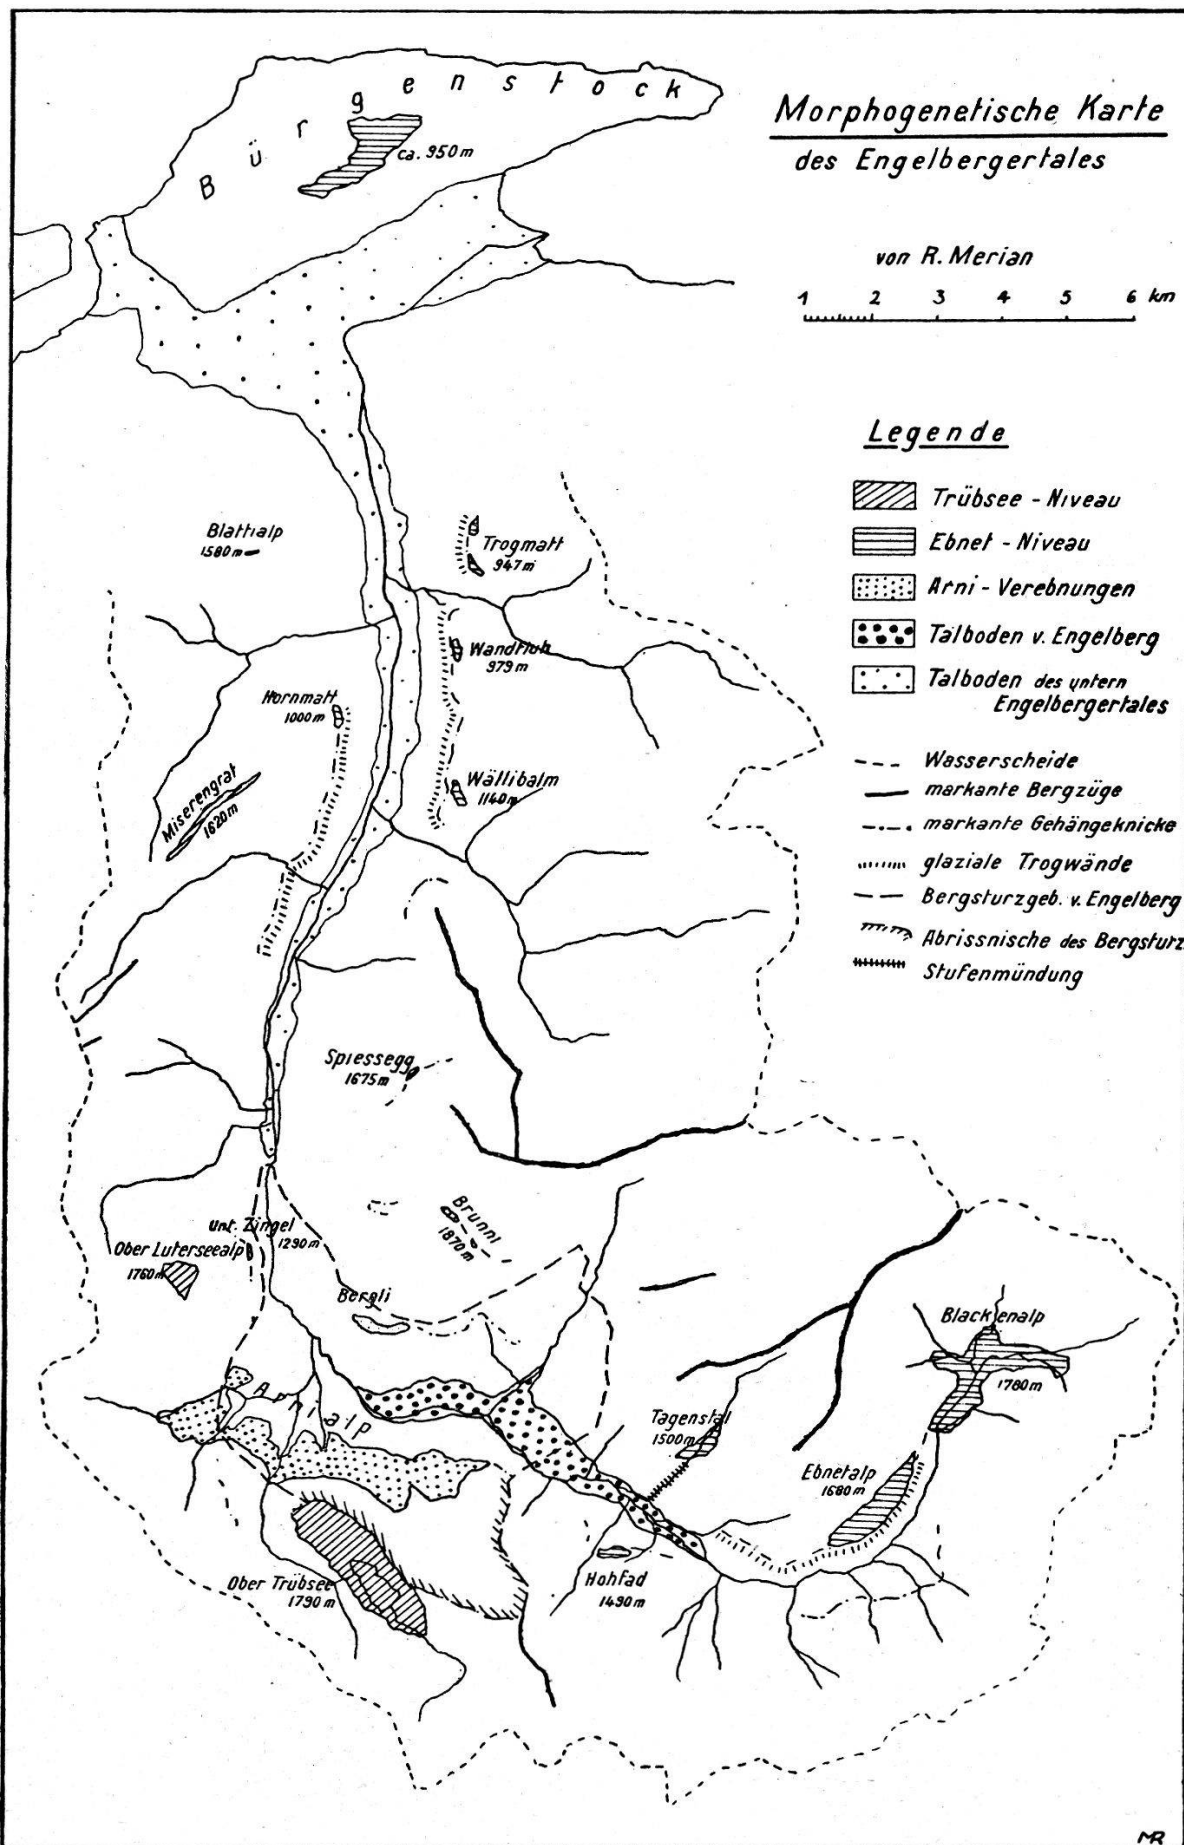 Bürgenstock
ca. 950 m
Morphogenetische Karte
des Engelbergertales
von R. Merian
1 2 3 4 5 6 km
Legende
Trübsee - Niveau
Ebnet - Niveau
Arni - Verebnungen
Talboden v. Engelberg
Talboden des untern
Engelbergertales
Wasserscheide
markante Bergzüge
markante Gehängeknicke
glaziale Trogwände
Bergsturzgeb. v. Engelberg
Abrissnische des Bergsturz
Stufenmündung
Blattialp
1580 m
Trogmatt
947 m
Wandfluh
979 m
Hornmatt
1000 m
Miserengrat
1620 m
Wällibalm
1140 m
Spiessegg
1675 m
Unt. Zingel
1290 m
Ober Luterseealp
1760 m
Brunni
1870 m
Bergli
Blackenalp
1780 m
Arnialp
Tagenstal
1500 m
Ebnetalp
1680 m
Ober Trübsee
1790 m
Hohfad
1490 m
MR